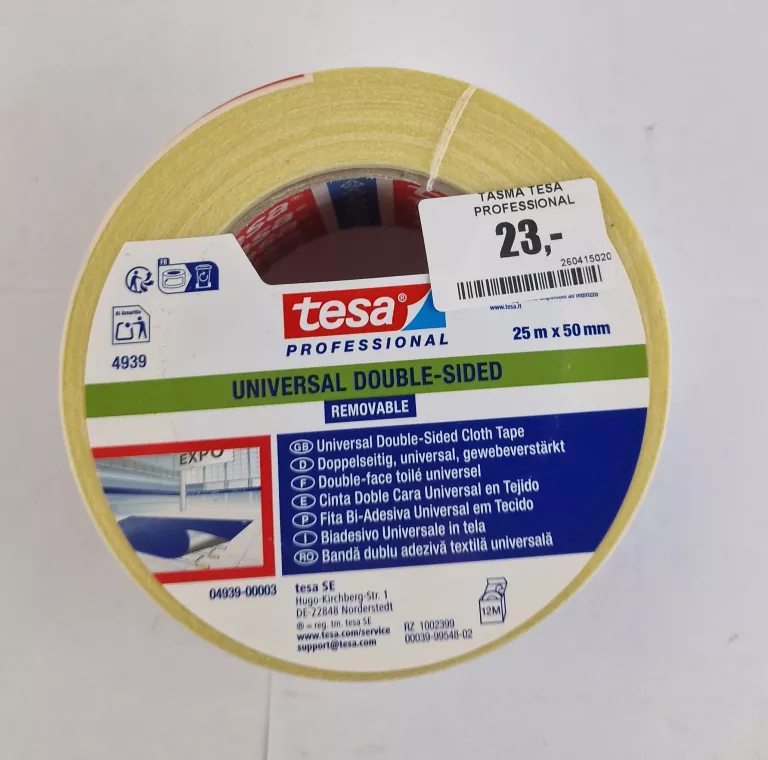 TASMA TESA
PROFESSIONAL
23,-
260415020
FR
www.tesa.it
tesa®
PROFESSIONAL
25 m x 50 mm
Al Amarillo
4939
UNIVERSAL DOUBLE-SIDED
REMOVABLE
EXPO
GB Universal Double-Sided Cloth Tape
D Doppelseitig, universal, gewebeverstärkt
F Double-face toilé universel
E Cinta Doble Cara Universal en Tejido
P Fita Bi-Adesiva Universal em Tecido
I Biadesivo Universale in tela
RO Bandă dublu adezivă textilă universală
04939-00003
tesa SE
Hugo-Kirchberg-Str. 1
DE-22848 Norderstedt
® = reg. tm. tesa SE
www.tesa.com/service
support@tesa.com
RZ 1002399
00039-99548-02
12M